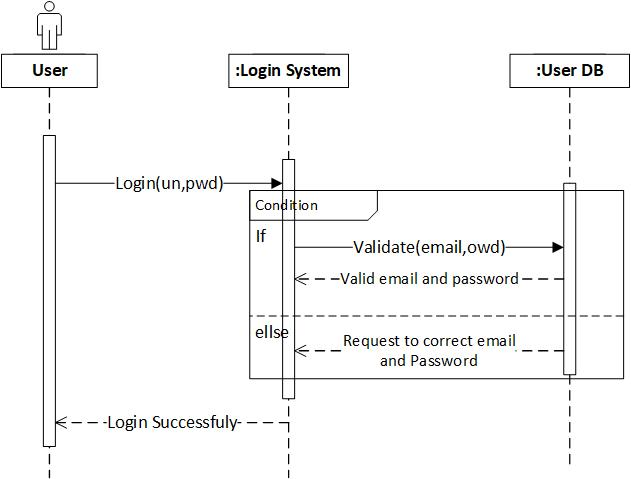 User
:Login System
:User DB
Login(un,pwd)
Condition
If
Validate(email,owd)
Valid email and password
ellse
Request to correct email
and Password
Login Successfuly